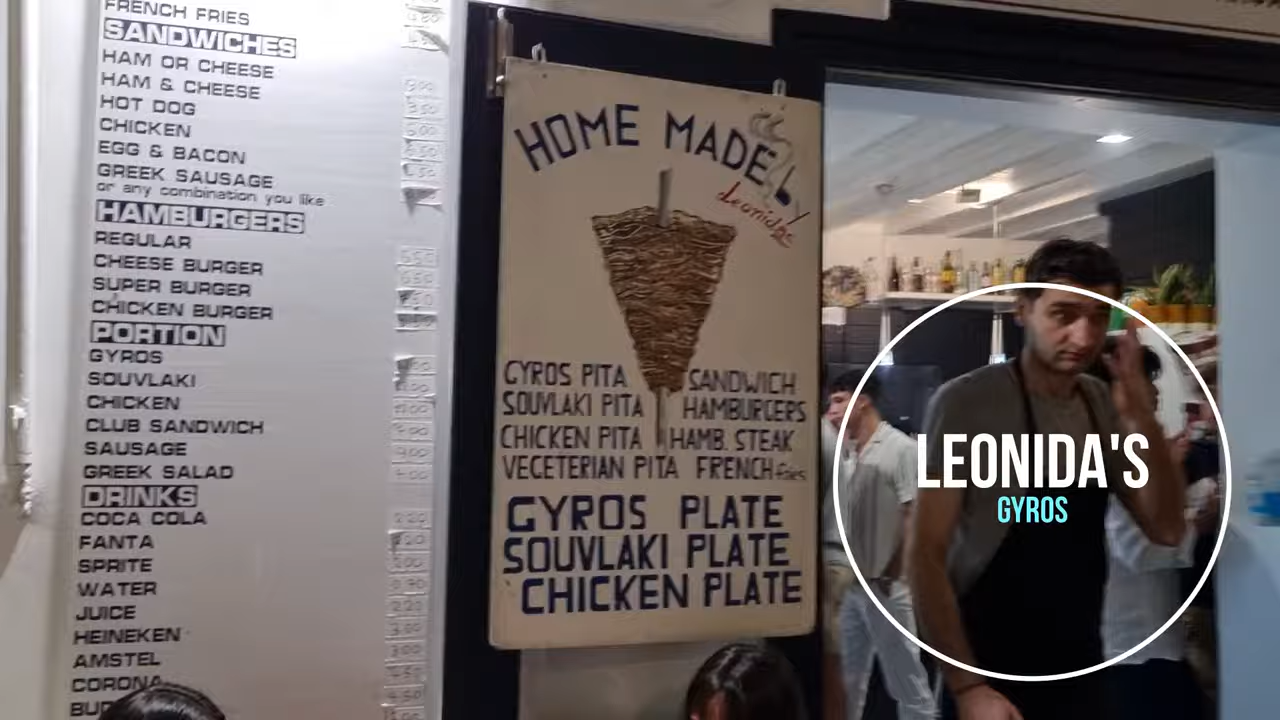 FRENCH FRIES
SANDWICHES
HAM OR CHEESE
HAM & CHEESE
HOT DOG
CHICKEN
EGG & BACON
GREEK SAUSAGE
or any combination you like
HAMBURGERS
REGULAR
CHEESE BURGER
SUPER BURGER
CHICKEN BURGER
PORTION
GYROS
SOUVLAKI
CHICKEN
CLUB SANDWICH
SAUSAGE
GREEK SALAD
DRINKS
COCA COLA
FANTA
SPRITE
WATER
JUICE
HEINEKEN
AMSTEL
CORONA
HOME MADE
by
Leonidas
GYROS PITA SANDWICH
SOUVLAKI PITA HAMBURGERS
CHICKEN PITA HAMB. STEAK
VECETERIAN PITA FRENCH fries
GYROS PLATE
SOUVLAKI PLATE
CHICKEN PLATE
LEONIDA'S
GYROS